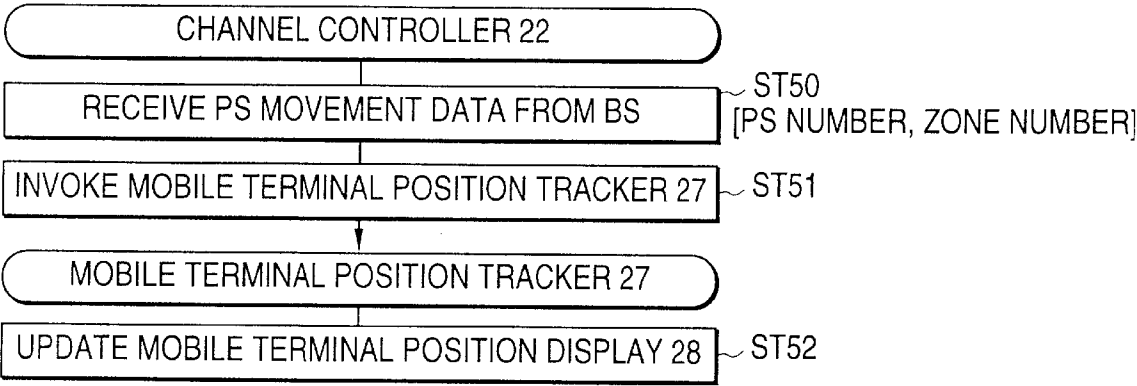 CHANNEL CONTROLLER 22
RECEIVE PS MOVEMENT DATA FROM BS
ST50
[PS NUMBER, ZONE NUMBER]
INVOKE MOBILE TERMINAL POSITION TRACKER 27
ST51
MOBILE TERMINAL POSITION TRACKER 27
UPDATE MOBILE TERMINAL POSITION DISPLAY 28
ST52